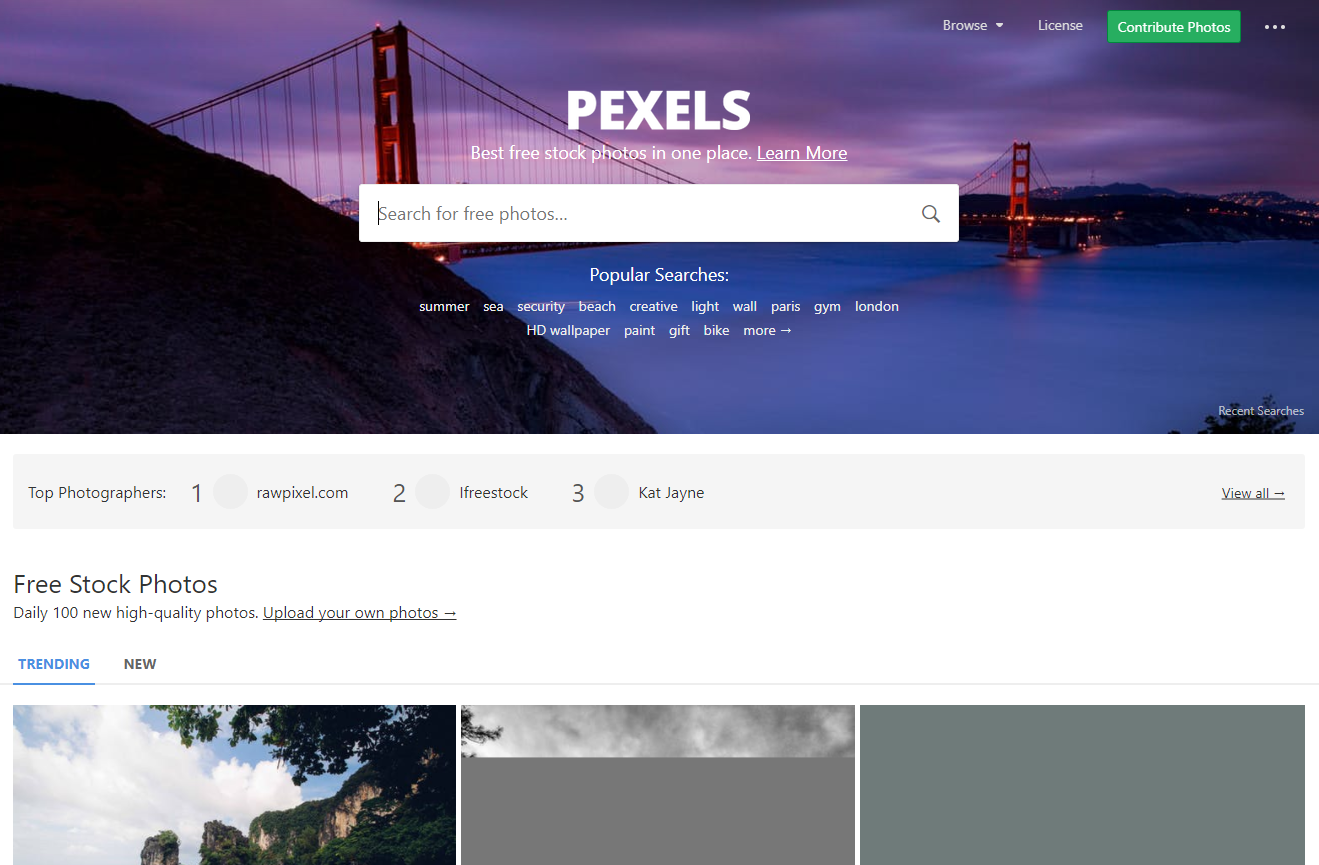 Browse License Contribute Photos
PEXELS
Best free stock photos in one place. Learn More
Search for free photos...
Popular Searches:
summer sea security beach creative light wall paris gym london
HD wallpaper paint gift bike more →
Recent Searches
Top Photographers: 1 rawpixel.com 2 Ifreestock 3 Kat Jayne View all →
Free Stock Photos
Daily 100 new high-quality photos. Upload your own photos →
TRENDING NEW